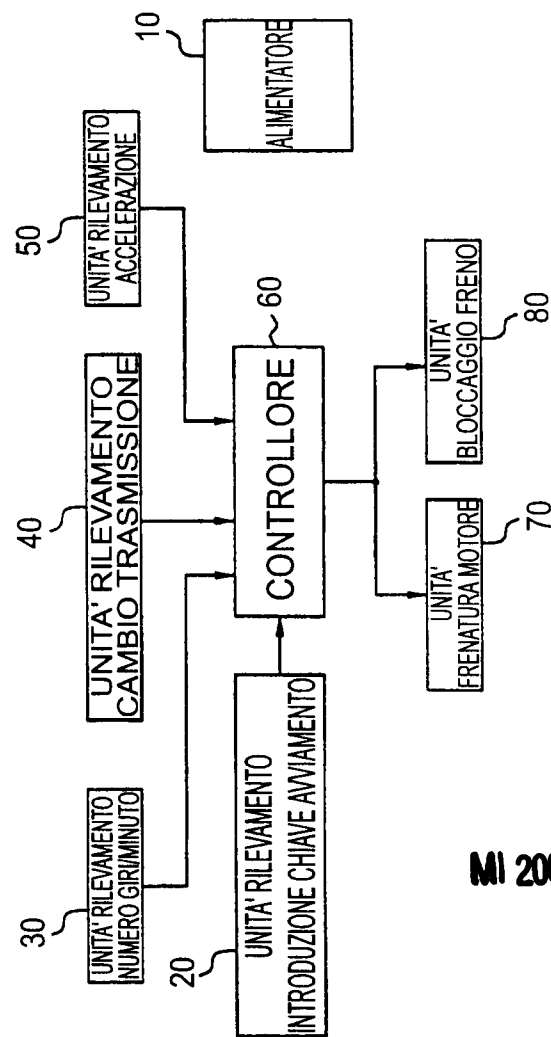 30
UNITA' RILEVAMENTO
NUMERO GIRI/MINUTO
40
UNITA' RILEVAMENTO
CAMBIO TRASMISSIONE
50
UNITA' RILEVAMENTO
ACCELERAZIONE
10
ALIMENTATORE
20
UNITA' RILEVAMENTO
INTRODUZIONE CHIAVE AVVIAMENTO
60
CONTROLLORE
70
UNITA'
FRENATURA MOTORE
80
UNITA'
BLOCCAGGIO FRENO
MI